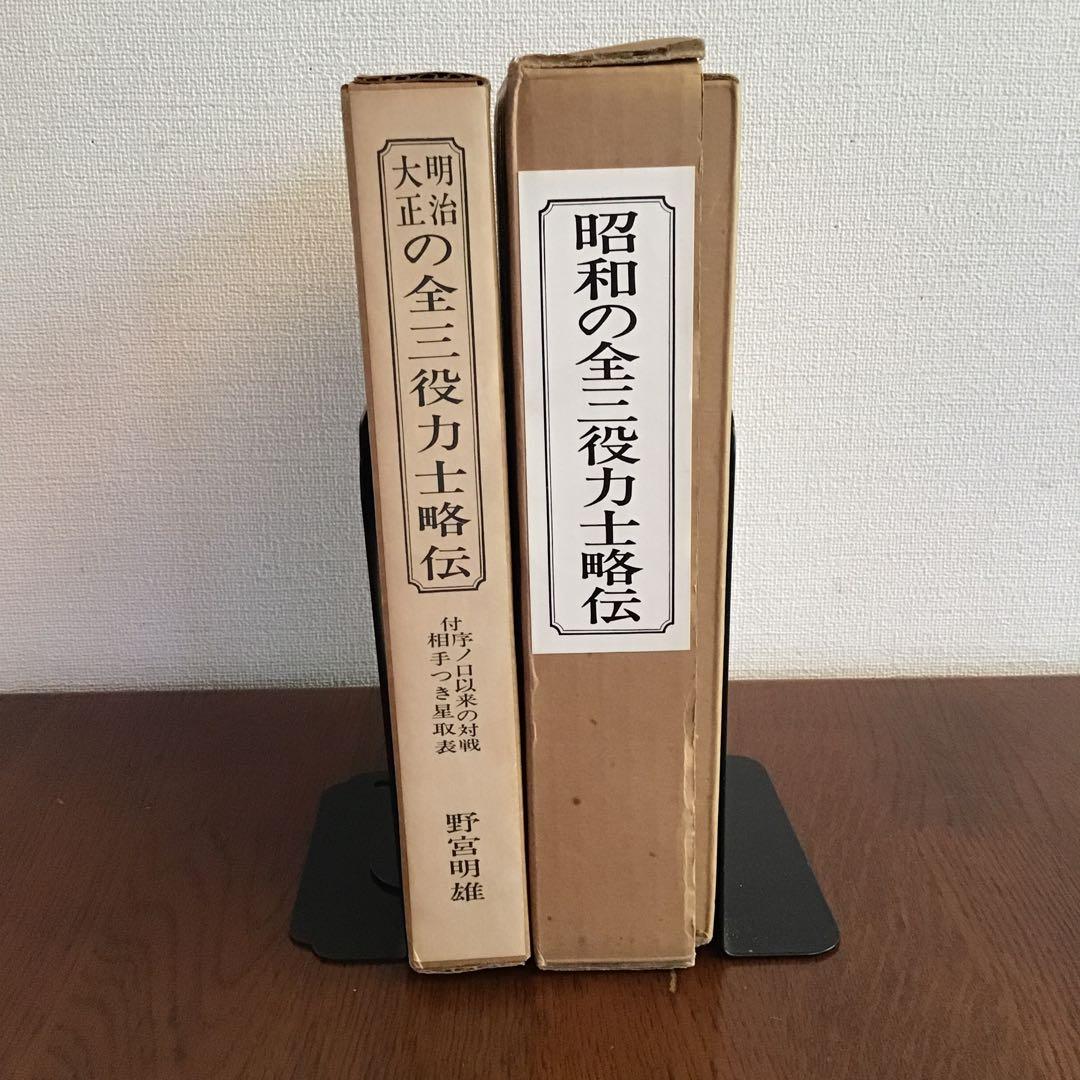 明治
大正
の全三役力士略伝
付序ノ口以来の対戦
相手つき星取表
野宮明雄
昭和の全三役力士略伝